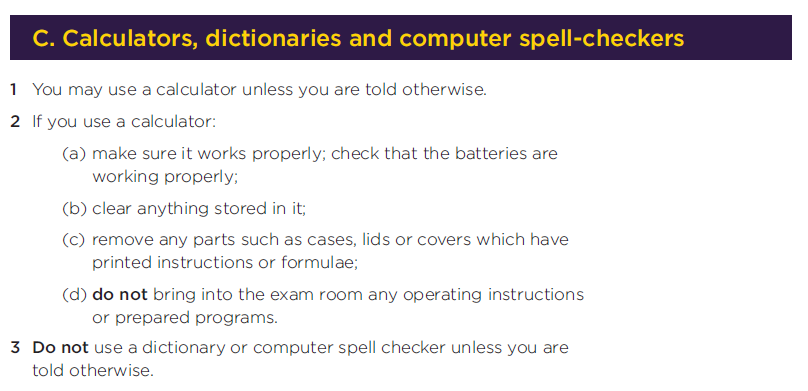 C. Calculators, dictionaries and computer spell-checkers
1 You may use a calculator unless you are told otherwise.
2 If you use a calculator:
(a) make sure it works properly; check that the batteries are
working properly;
(b) clear anything stored in it;
(c) remove any parts such as cases, lids or covers which have
printed instructions or formulae;
(d) do not bring into the exam room any operating instructions
or prepared programs.
3 Do not use a dictionary or computer spell checker unless you are
told otherwise.